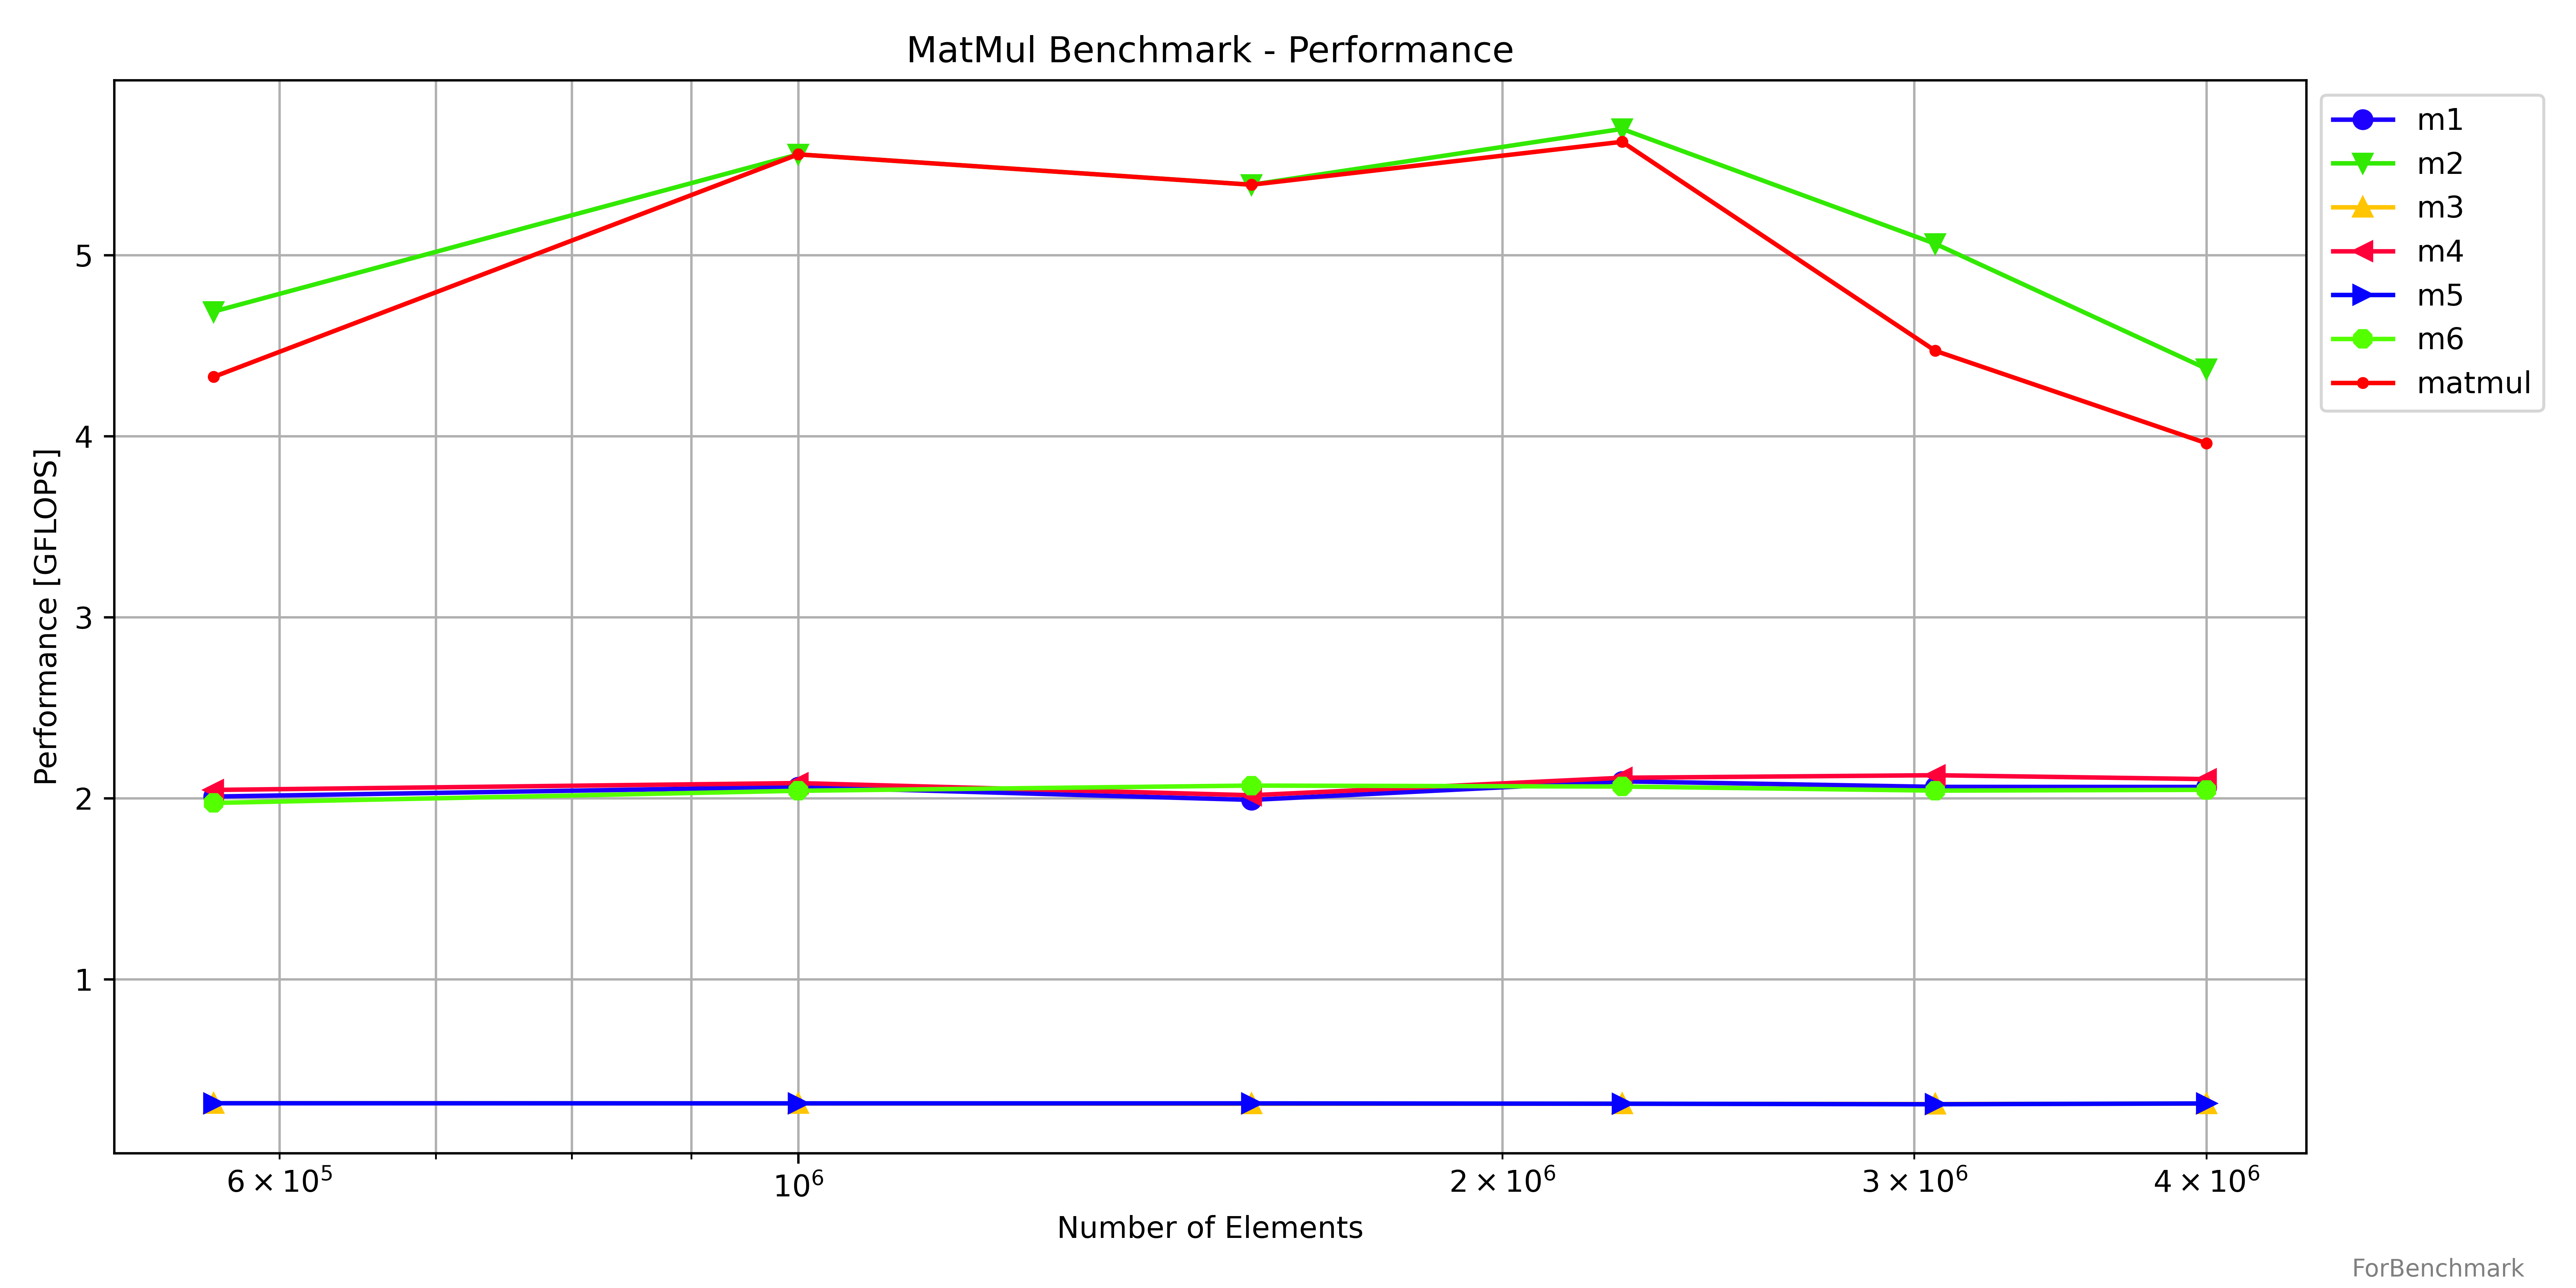 MatMul Benchmark - Performance
Performance [GFLOPS]
5
4
3
2
1
6 × 10⁵
10⁶
2 × 10⁶
3 × 10⁶
4 × 10⁶
Number of Elements
m1
m2
m3
m4
m5
m6
matmul
ForBenchmark